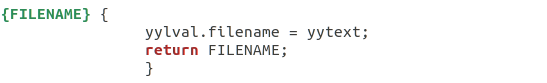 {FILENAME} {
yylval.filename = yytext;
return FILENAME;
}